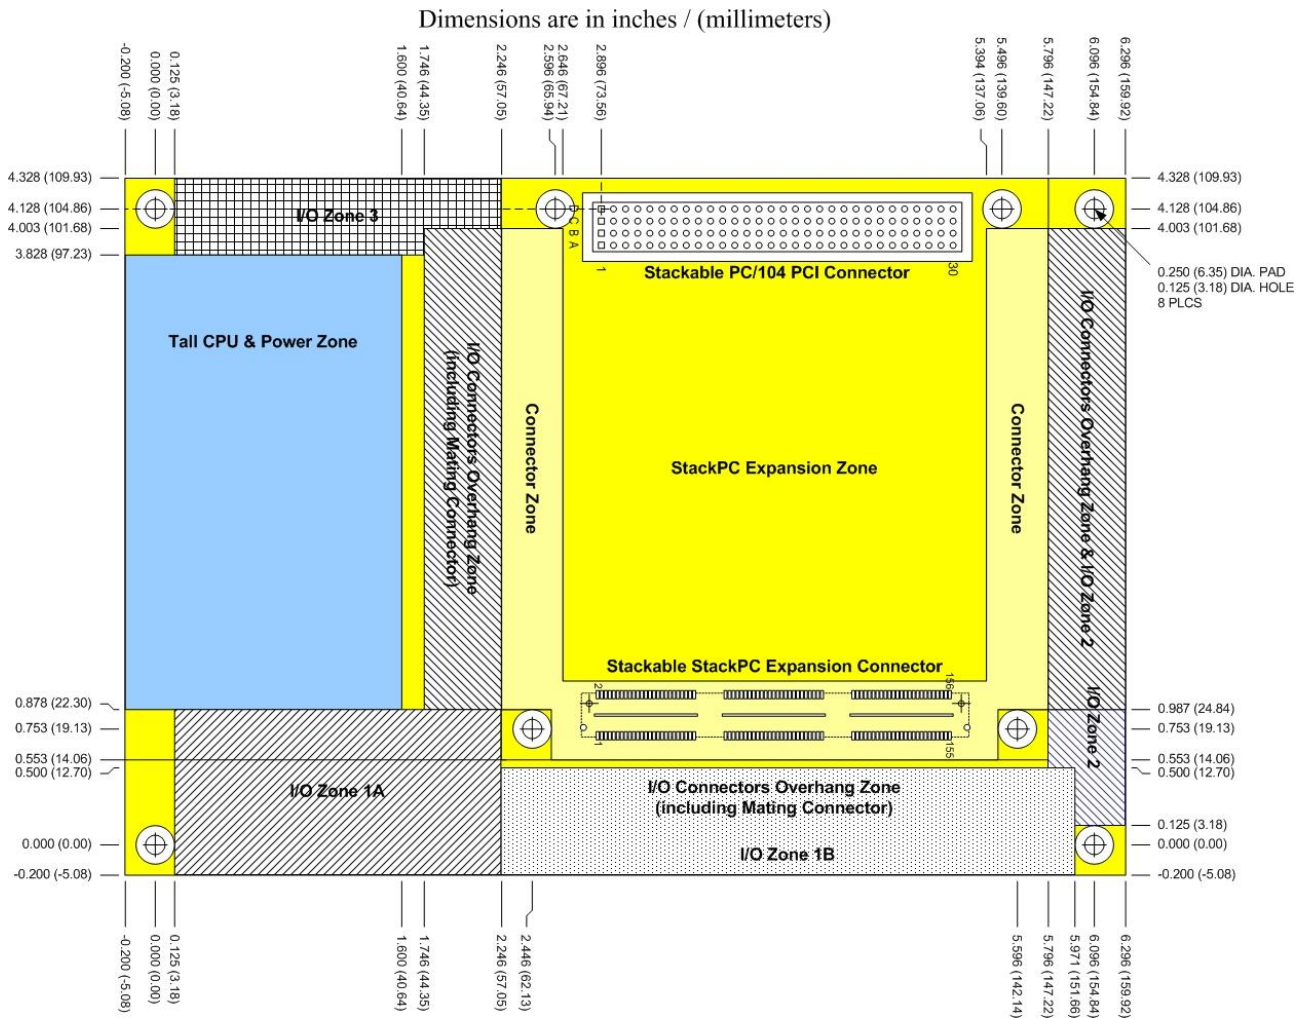 Dimensions are in inches / (millimeters)
-0.200 (-5.08)
0.000 (0.00)
0.125 (3.18)
1.600 (40.64)
1.746 (44.35)
2.246 (57.05)
2.596 (65.94)
2.646 (67.21)
2.896 (73.56)
5.394 (137.06)
5.496 (139.60)
5.796 (147.22)
6.096 (154.84)
6.296 (159.92)
4.328 (109.93)
4.128 (104.86)
4.003 (101.68)
3.828 (97.23)
4.328 (109.93)
4.128 (104.86)
4.003 (101.68)
0.250 (6.35) DIA. PAD
0.125 (3.18) DIA. HOLE
8 PLCS
I/O Zone 3
D C B A
1
30
Stackable PC/104 PCI Connector
Tall CPU & Power Zone
I/O Connectors Overhang Zone
(including Mating Connector)
Connector Zone
StackPC Expansion Zone
Connector Zone
I/O Connectors Overhang Zone & I/O Zone 2
Stackable StackPC Expansion Connector
2
156
1
155
I/O Zone 2
0.878 (22.30)
0.753 (19.13)
0.553 (14.06)
0.500 (12.70)
0.000 (0.00)
-0.200 (-5.08)
0.987 (24.84)
0.753 (19.13)
0.553 (14.06)
0.500 (12.70)
0.125 (3.18)
0.000 (0.00)
-0.200 (-5.08)
I/O Zone 1A
I/O Connectors Overhang Zone
(including Mating Connector)
I/O Zone 1B
-0.200 (-5.08)
0.000 (0.00)
0.125 (3.18)
1.600 (40.64)
1.746 (44.35)
2.246 (57.05)
2.446 (62.13)
5.596 (142.14)
5.796 (147.22)
5.971 (151.66)
6.096 (154.84)
6.296 (159.92)